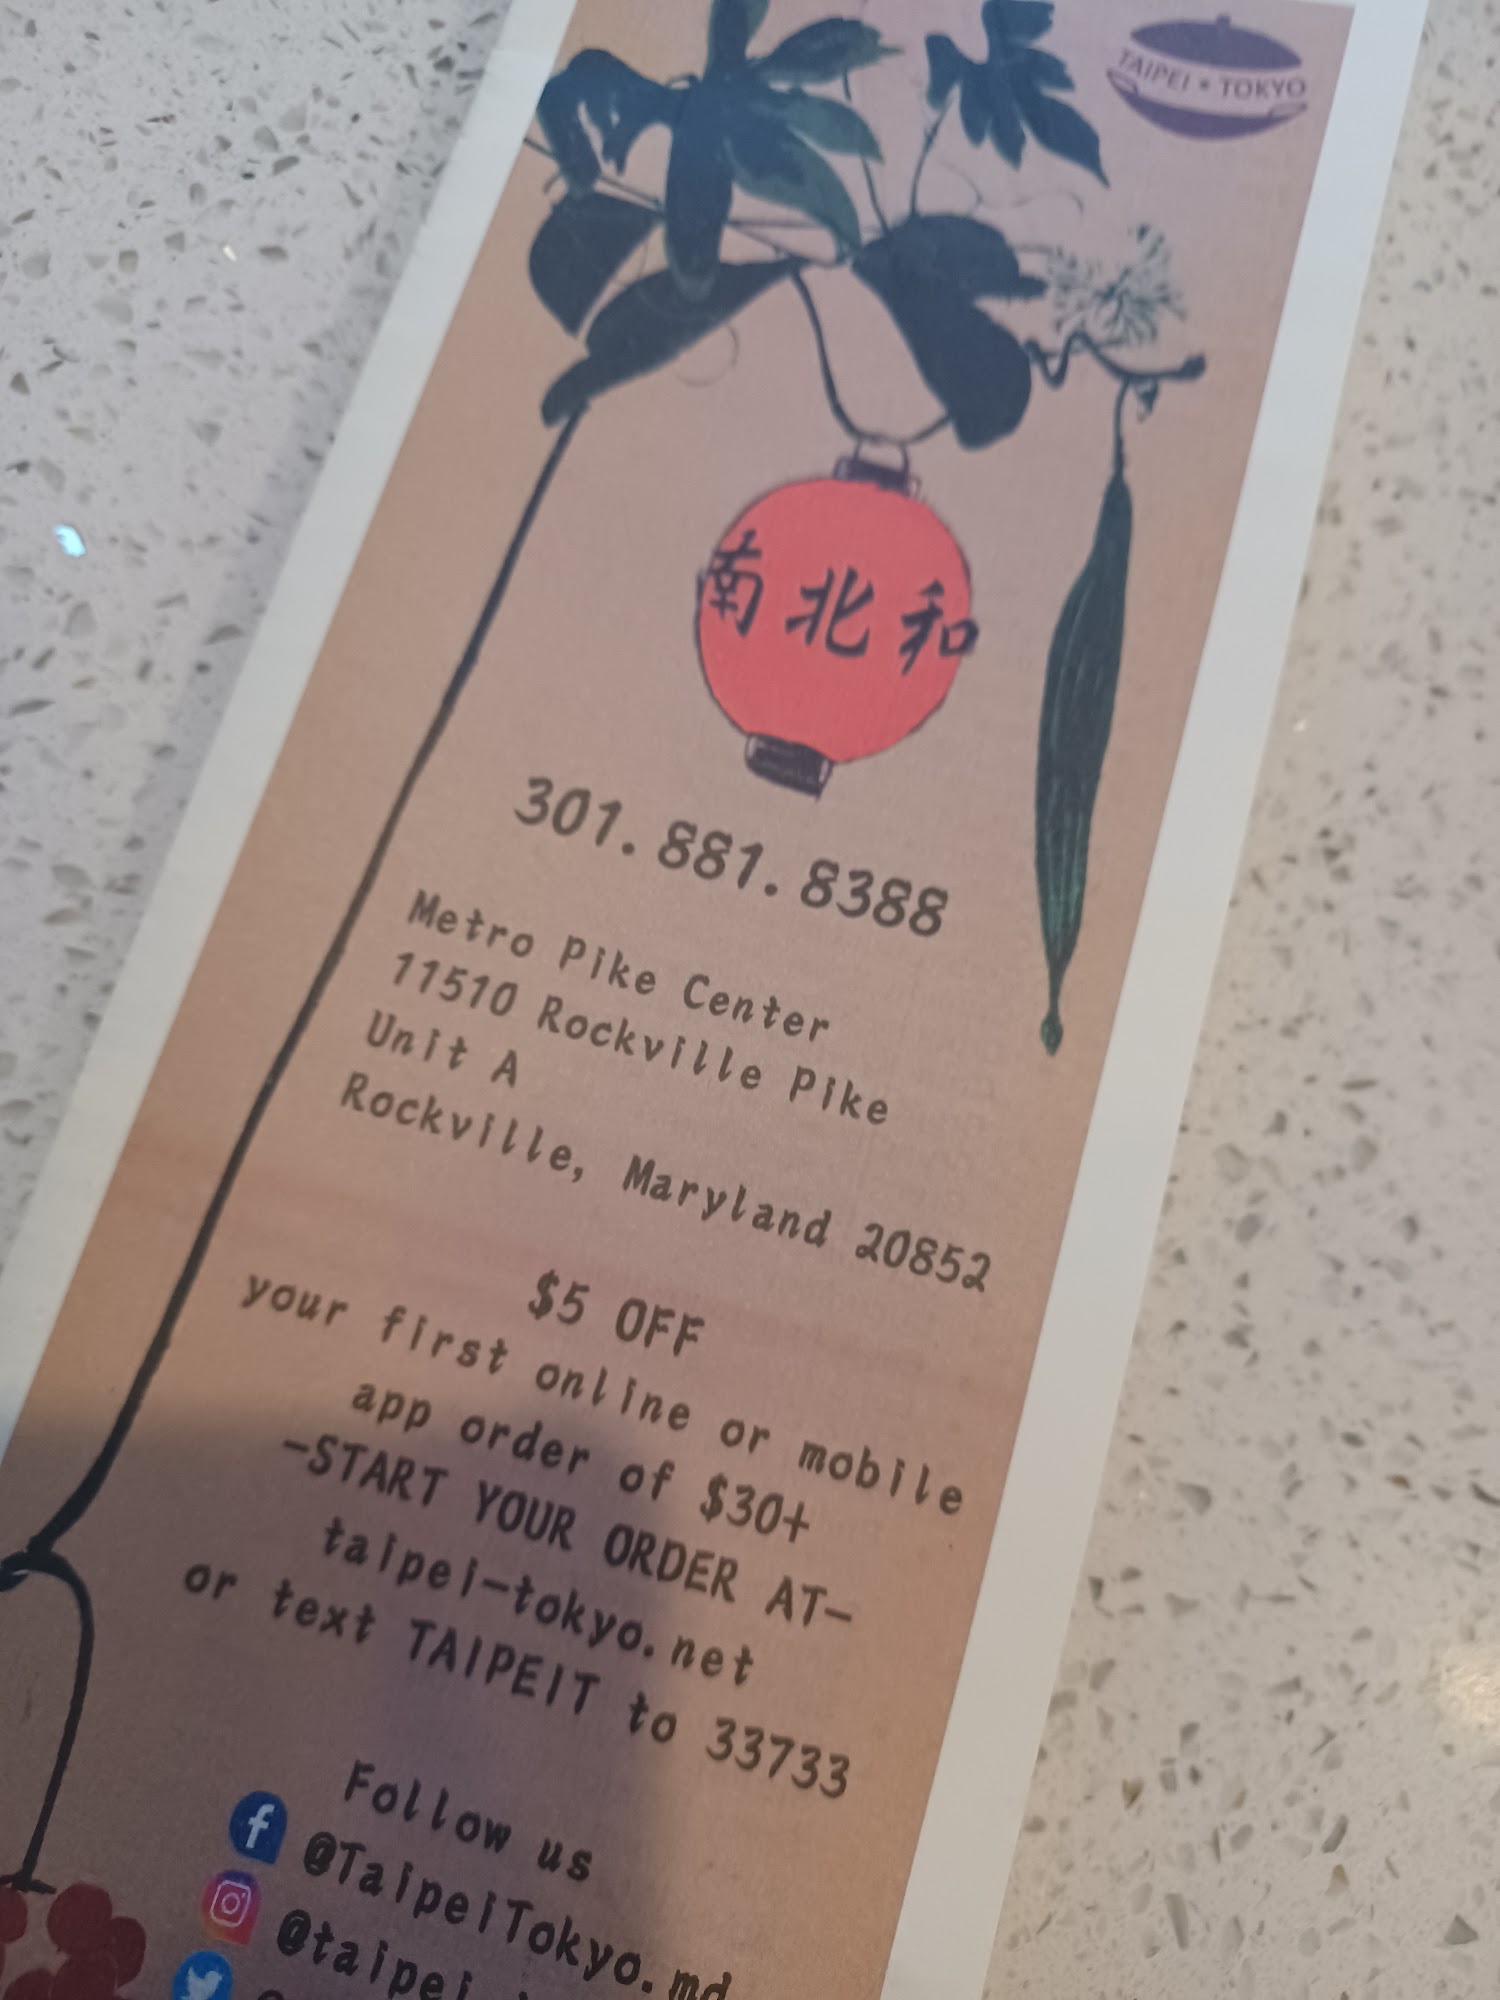 TAIPEI • TOKYO
南北和
301.881.8388
Metro Pike Center
11510 Rockville Pike
Unit A
Rockville, Maryland 20852
$5 OFF
your first online or mobile
app order of $30+
-START YOUR ORDER AT-
taipei-tokyo.net
or text TAIPEIT to 33733
Follow us
@TaipeiTokyo.md
@taipei